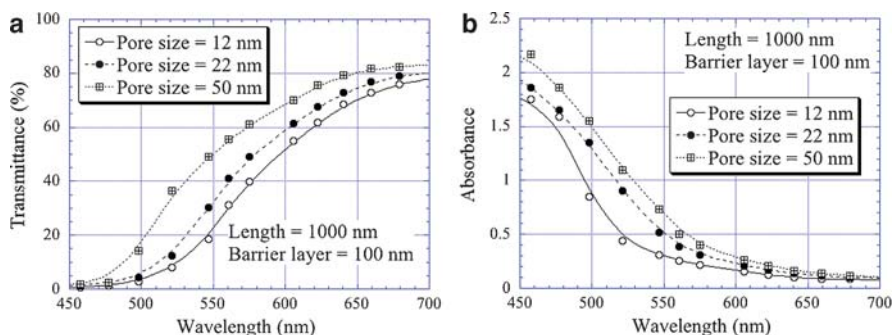 a
Pore size = 12 nm
Pore size = 22 nm
Pore size = 50 nm
Length = 1000 nm
Barrier layer = 100 nm
Transmittance (%)
100
80
60
40
20
0
450 500 550 600 650 700
Wavelength (nm)
b
Length = 1000 nm
Barrier layer = 100 nm
Pore size = 12 nm
Pore size = 22 nm
Pore size = 50 nm
Absorbance
2.5
2
1.5
1
0.5
0
450 500 550 600 650 700
Wavelength (nm)